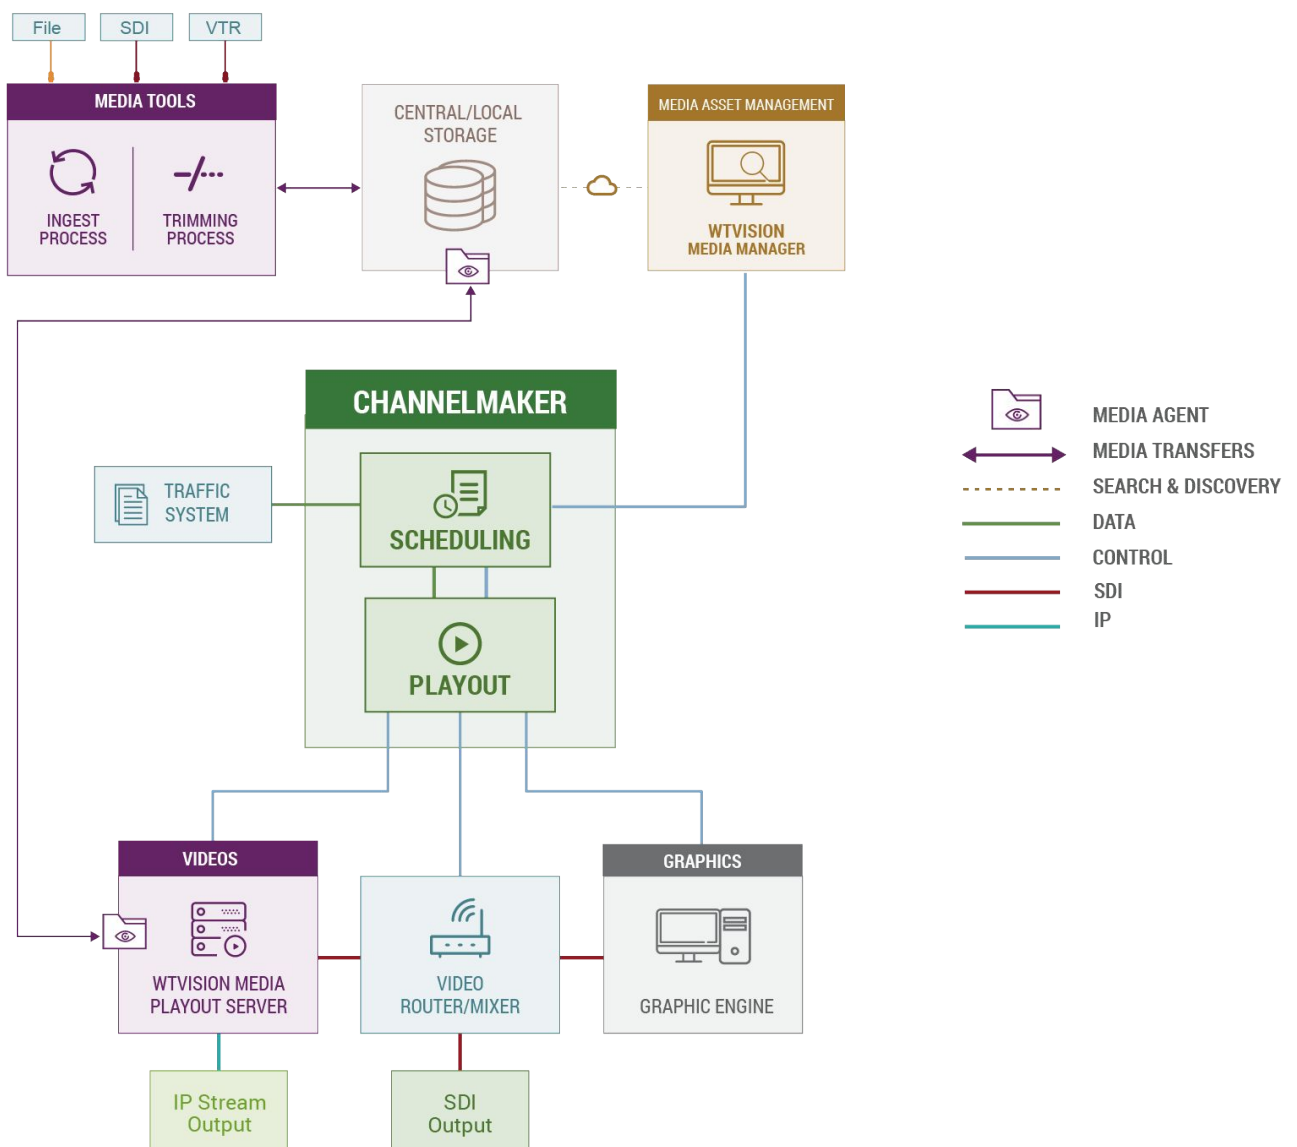 File
SDI
VTR
MEDIA TOOLS
INGEST
PROCESS
TRIMMING
PROCESS
CENTRAL/LOCAL
STORAGE
MEDIA ASSET MANAGEMENT
WTVISION
MEDIA MANAGER
CHANNELMAKER
TRAFFIC
SYSTEM
SCHEDULING
PLAYOUT
MEDIA AGENT
MEDIA TRANSFERS
SEARCH & DISCOVERY
DATA
CONTROL
SDI
IP
VIDEOS
WTVISION MEDIA
PLAYOUT SERVER
VIDEO
ROUTER/MIXER
GRAPHICS
GRAPHIC ENGINE
IP Stream
Output
SDI
Output